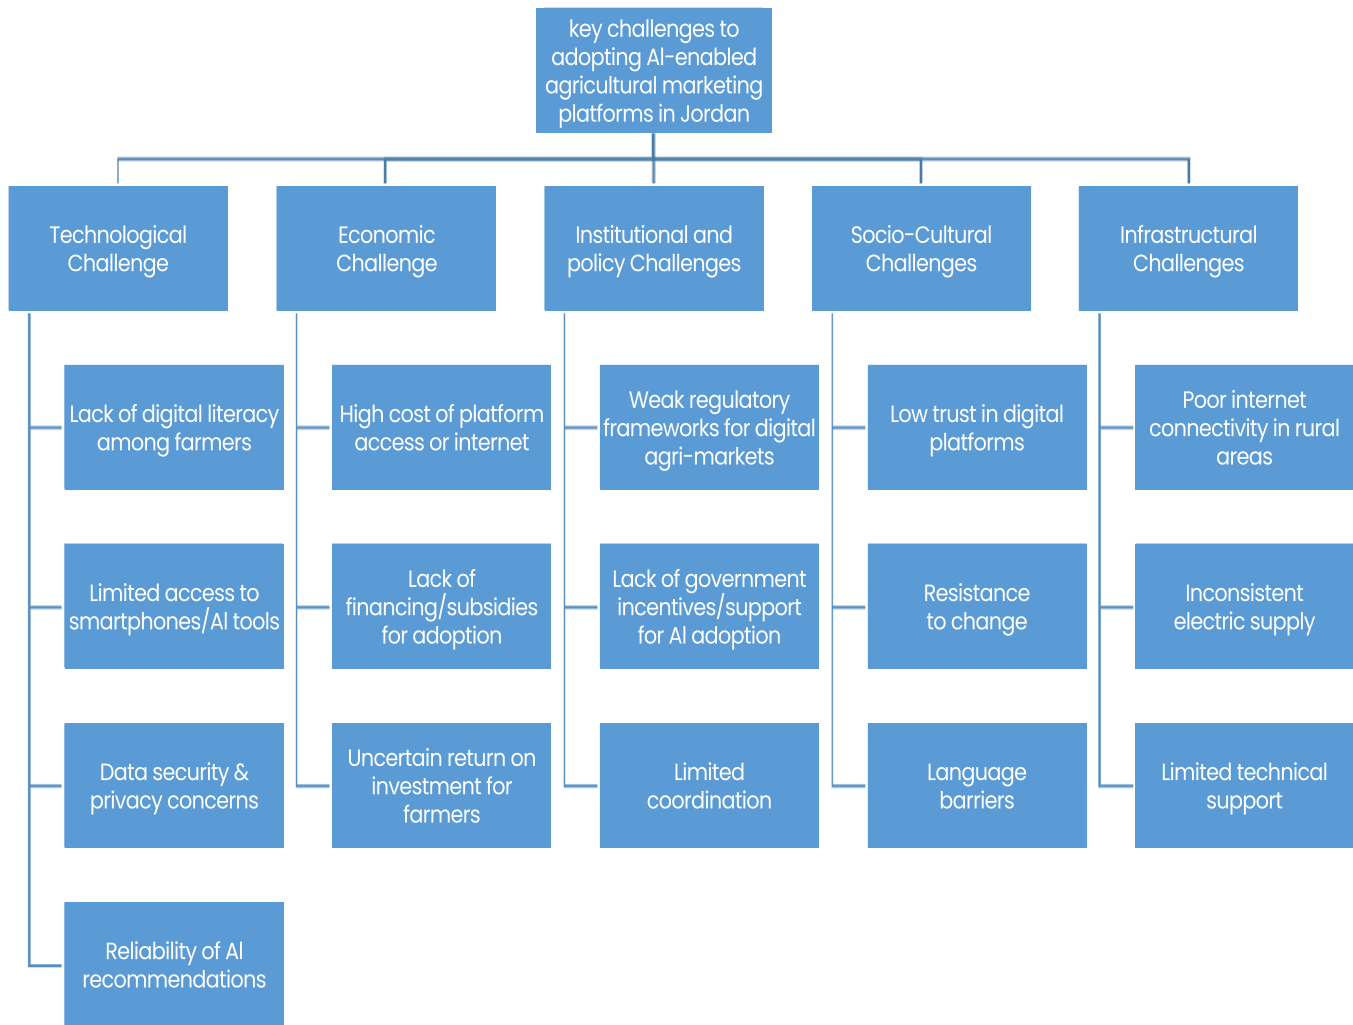 key challenges to
adopting AI-enabled
agricultural marketing
platforms in Jordan
Technological
Challenge
Economic
Challenge
Institutional and
policy Challenges
Socio-Cultural
Challenges
Infrastructural
Challenges
Lack of digital literacy
among farmers
High cost of platform
access or internet
Weak regulatory
frameworks for digital
agri-markets
Low trust in digital
platforms
Poor internet
connectivity in rural
areas
Limited access to
smartphones/AI tools
Lack of
financing/subsidies
for adoption
Lack of government
incentives/support
for AI adoption
Resistance
to change
Inconsistent
electric supply
Data security &
privacy concerns
Uncertain return on
investment for
farmers
Limited
coordination
Language
barriers
Limited technical
support
Reliability of AI
recommendations